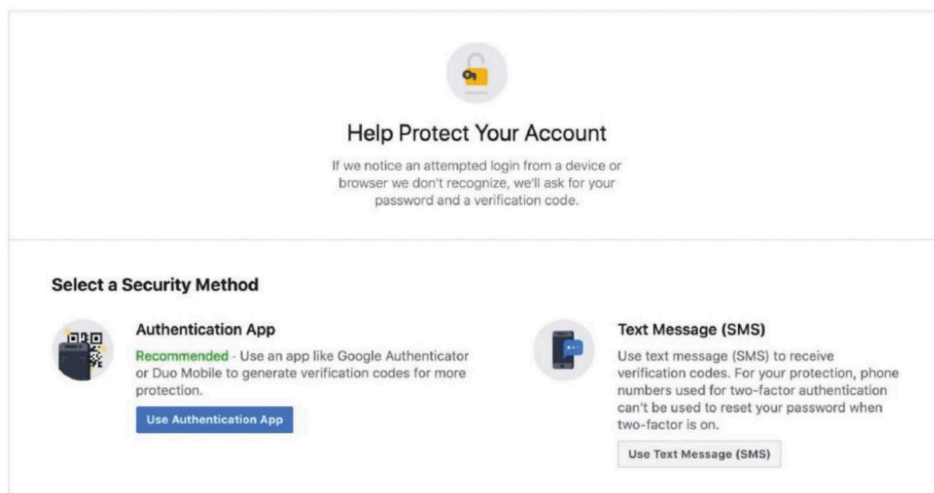 Help Protect Your Account
If we notice an attempted login from a device or
browser we don't recognize, we'll ask for your
password and a verification code.
Select a Security Method
Authentication App
Recommended · Use an app like Google Authenticator
or Duo Mobile to generate verification codes for more
protection.
Use Authentication App
Text Message (SMS)
Use text message (SMS) to receive
verification codes. For your protection, phone
numbers used for two-factor authentication
can't be used to reset your password when
two-factor is on.
Use Text Message (SMS)